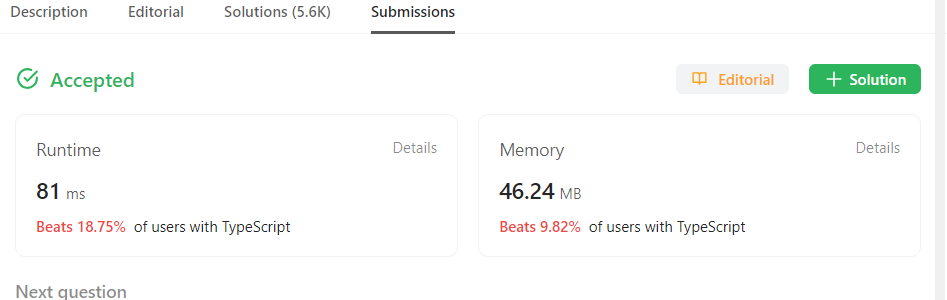 Description Editorial Solutions (5.6K) Submissions
Accepted Editorial + Solution
Runtime Details Memory Details
81 ms 46.24 MB
Beats 18.75% of users with TypeScript Beats 9.82% of users with TypeScript
Next question